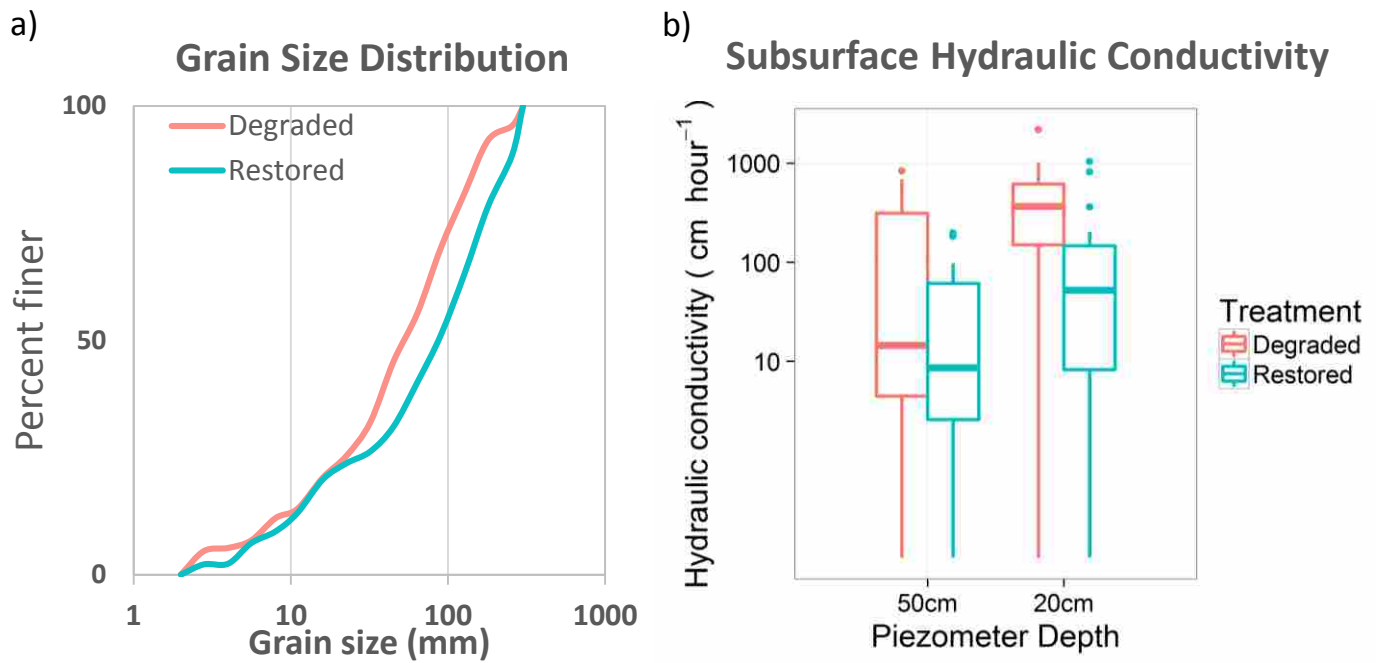 a)
Grain Size Distribution
100
Degraded
Restored
50
0
Percent finer
1 10 100 1000
Grain size (mm)
b)
Subsurface Hydraulic Conductivity
Hydraulic conductivity ( cm hour⁻¹ )
1000
100
10
50cm 20cm
Piezometer Depth
Treatment
Degraded
Restored